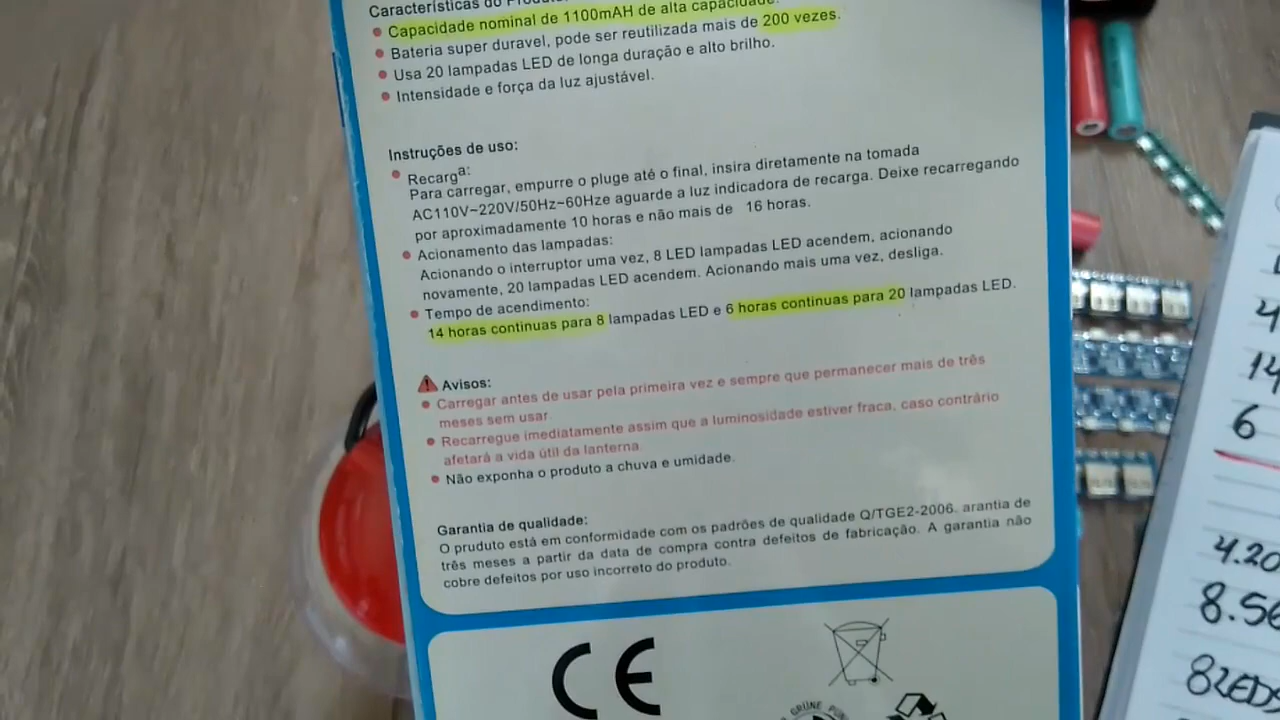 Características do Produto:
Capacidade nominal de 1100mAH de alta capacidade.
Bateria super duravel, pode ser reutilizada mais de 200 vezes.
Usa 20 lampadas LED de longa duração e alto brilho.
Intensidade e força da luz ajustável.
Instruções de uso:
Recarga:
Para carregar, empurre o pluge até o final, insira diretamente na tomada
AC110V~220V/50Hz~60Hze aguarde a luz indicadora de recarga. Deixe recarregando
por aproximadamente 10 horas e não mais de 16 horas.
Acionamento das lampadas:
Acionando o interruptor uma vez, 8 LED lampadas LED acendem, acionando
novamente, 20 lampadas LED acendem. Acionando mais uma vez, desliga.
Tempo de acendimento:
14 horas continuas para 8 lampadas LED e 6 horas continuas para 20 lampadas LED.
Avisos:
Carregar antes de usar pela primeira vez e sempre que permanecer mais de três
meses sem usar.
Recarregue imediatamente assim que a luminosidade estiver fraca, caso contrário
afetará a vida útil da lanterna.
Não exponha o produto a chuva e umidade.
Garantia de qualidade:
O pruduto está em conformidade com os padrões de qualidade Q/TGE2-2006. arantia de
três meses a partir da data de compra contra defeitos de fabricação. A garantia não
cobre defeitos por uso incorreto do produto.
CE
GRÜNE PUN
4
14
6
4.20
8.50
8 LEDS